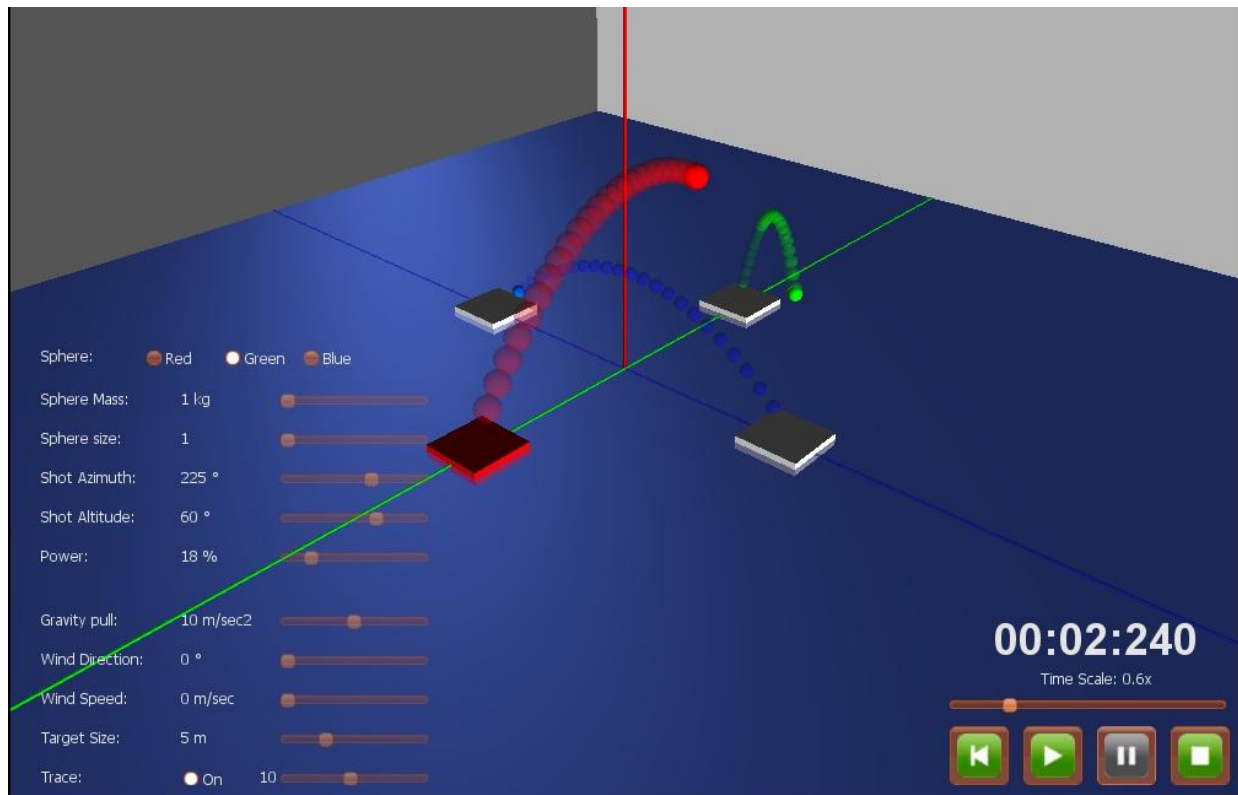 Sphere: Red Green Blue
Sphere Mass: 1 kg
Sphere size: 1
Shot Azimuth: 225 °
Shot Altitude: 60 °
Power: 18 %
Gravity pull: 10 m/sec2
Wind Direction: 0 °
Wind Speed: 0 m/sec
Target Size: 5 m
Trace: On 10
00:02:240
Time Scale: 0.6x